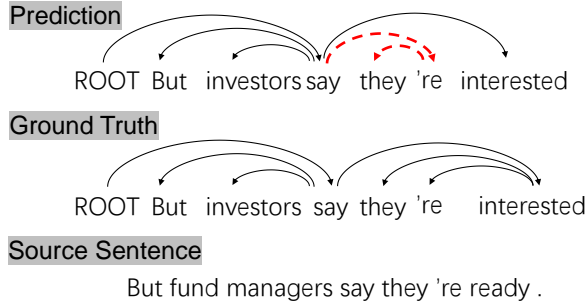 Prediction
ROOT But investors say they 're interested
Ground Truth
ROOT But investors say they 're interested
Source Sentence
But fund managers say they 're ready .